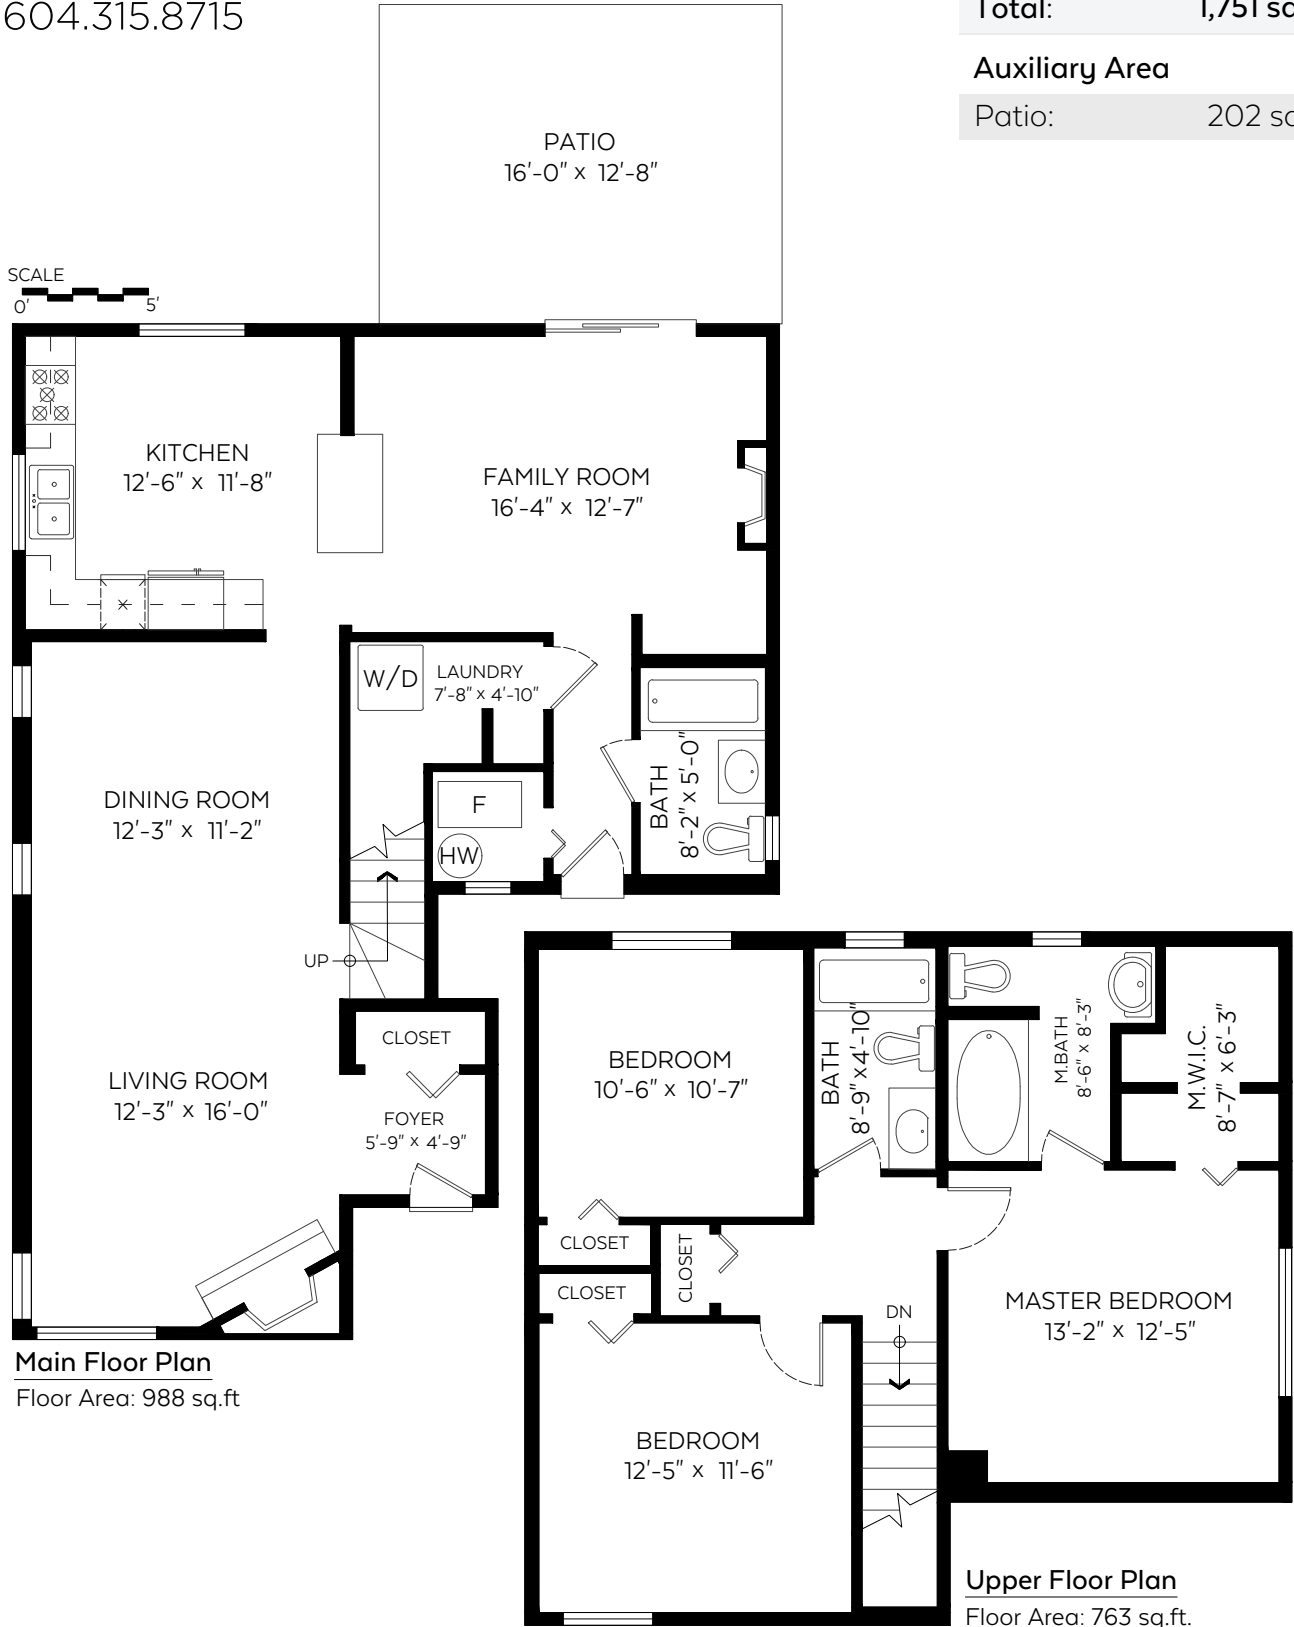 604.315.8715
Total: 1,751 sq
Auxiliary Area
Patio: 202 sq
PATIO
16'-0" x 12'-8"
SCALE
0' 5'
KITCHEN
12'-6" x 11'-8"
FAMILY ROOM
16'-4" x 12'-7"
W/D
LAUNDRY
7'-8" x 4'-10"
BATH
8'-2" x 5'-0"
DINING ROOM
12'-3" x 11'-2"
F
HW
UP
CLOSET
LIVING ROOM
12'-3" x 16'-0"
FOYER
5'-9" x 4'-9"
Main Floor Plan
Floor Area: 988 sq.ft
BEDROOM
10'-6" x 10'-7"
BATH
8'-9" x 4'-10"
M.BATH
8'-6" x 8'-3"
M.W.I.C.
8'-7" x 6'-3"
CLOSET
CLOSET
CLOSET
DN
MASTER BEDROOM
13'-2" x 12'-5"
BEDROOM
12'-5" x 11'-6"
Upper Floor Plan
Floor Area: 763 sq.ft.